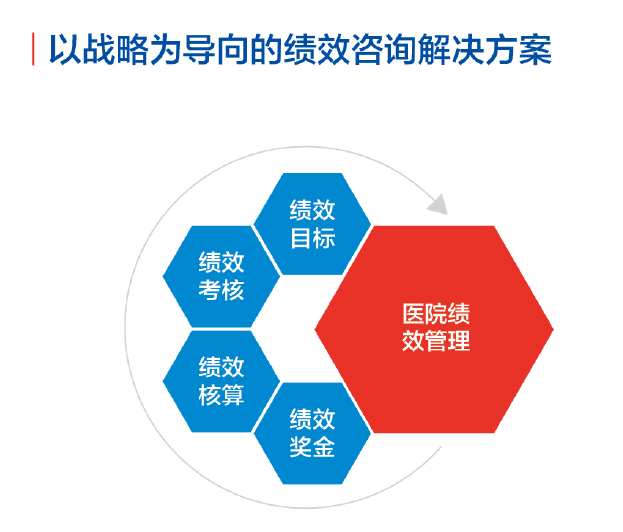 以战略为导向的绩效咨询解决方案
绩效
目标
绩效
考核
医院绩
效管理
绩效
核算
绩效
奖金